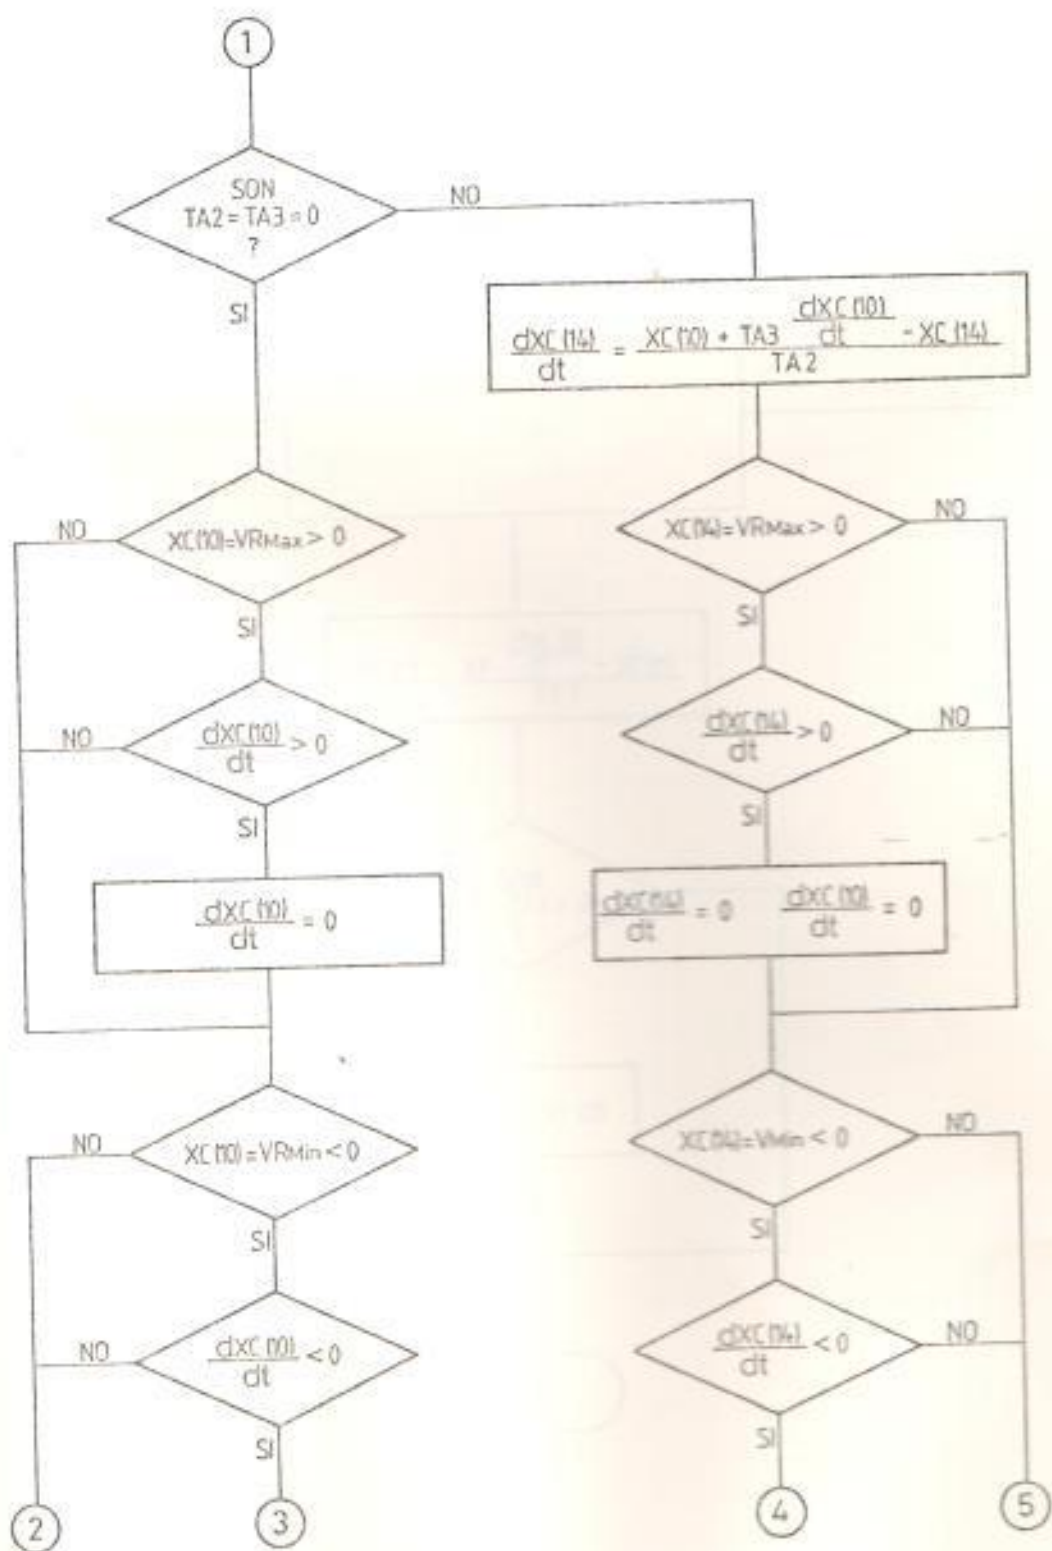 1
SON
TA2 = TA3 = 0
?
NO
SI
dXC(14)/dt = (XC(10) + TA3 dXC(10)/dt - XC(14))/TA2
NO
XC(10)=VRMax > 0
SI
NO
dXC(10)/dt > 0
SI
dXC(10)/dt = 0
XC(14)=VRMax > 0
NO
SI
dXC(14)/dt > 0
NO
SI
dXC(14)/dt = 0 dXC(10)/dt = 0
NO
XC(10)=VRMin < 0
SI
NO
dXC(10)/dt < 0
SI
2
3
XC(14)=VMin < 0
NO
SI
dXC(14)/dt < 0
NO
SI
4
5